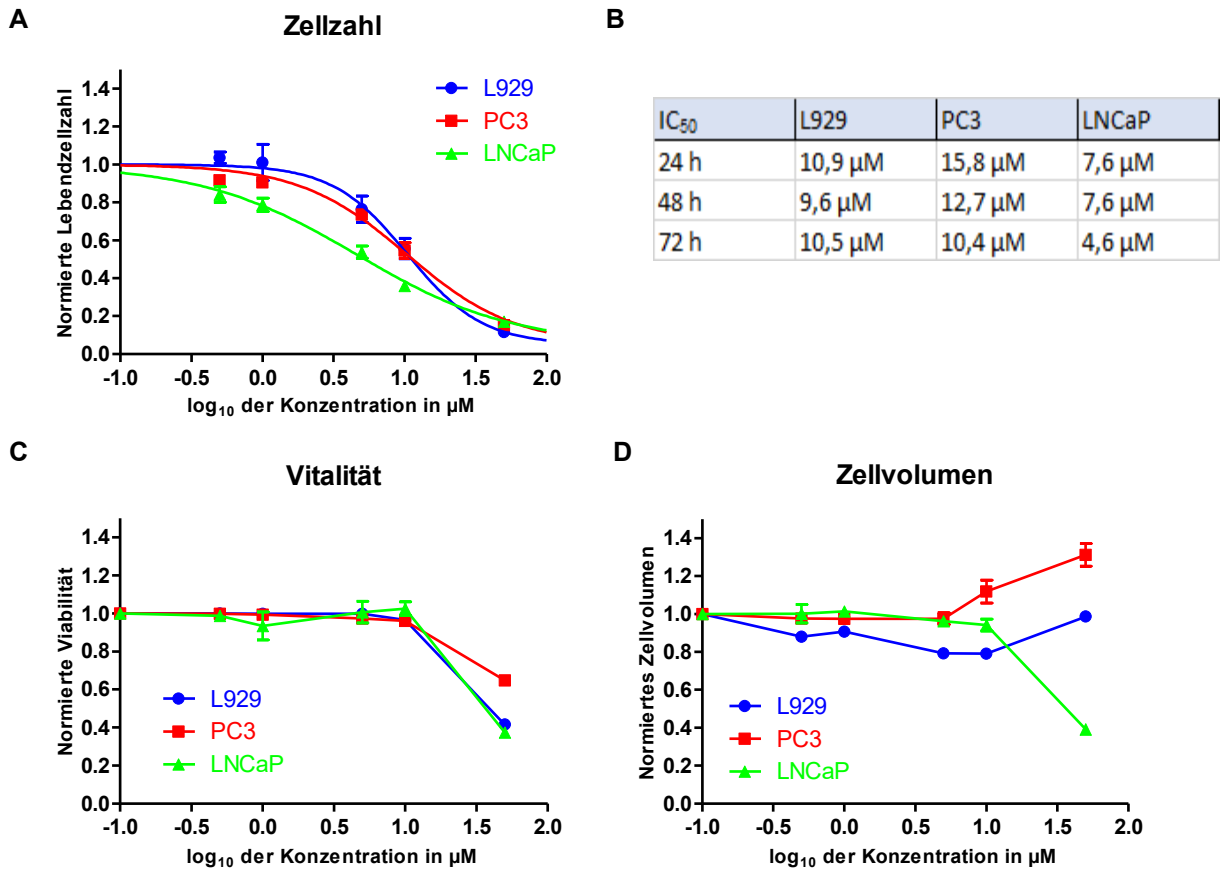 A
Zellzahl
Normierte Lebendzellzahl
1.4
1.2
1.0
0.8
0.6
0.4
0.2
0.0
L929
PC3
LNCaP
-1.0 -0.5 0.0 0.5 1.0 1.5 2.0
log₁₀ der Konzentration in µM
B
IC₅₀ L929 PC3 LNCaP
24 h 10,9 µM 15,8 µM 7,6 µM
48 h 9,6 µM 12,7 µM 7,6 µM
72 h 10,5 µM 10,4 µM 4,6 µM
C
Vitalität
Normierte Viabilität
1.4
1.2
1.0
0.8
0.6
0.4
0.2
0.0
L929
PC3
LNCaP
-1.0 -0.5 0.0 0.5 1.0 1.5 2.0
log₁₀ der Konzentration in µM
D
Zellvolumen
Normiertes Zellvolumen
1.4
1.2
1.0
0.8
0.6
0.4
0.2
0.0
L929
PC3
LNCaP
-1.0 -0.5 0.0 0.5 1.0 1.5 2.0
log₁₀ der Konzentration in µM